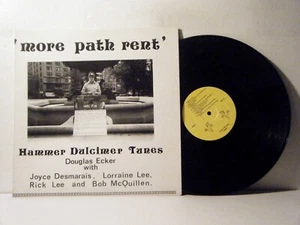 'more path rent'
Hammer Dulcimer Tunes
Douglas Ecker
with
Joyce Desmarais, Lorraine Lee,
Rick Lee and Bob McQuillen.